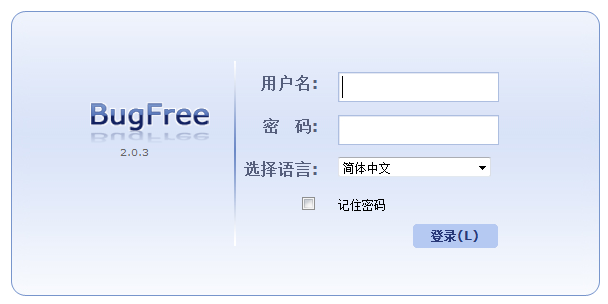 BugFree
2.0.3
用户名:
密 码:
选择语言: 简体中文
记住密码
登录(L)